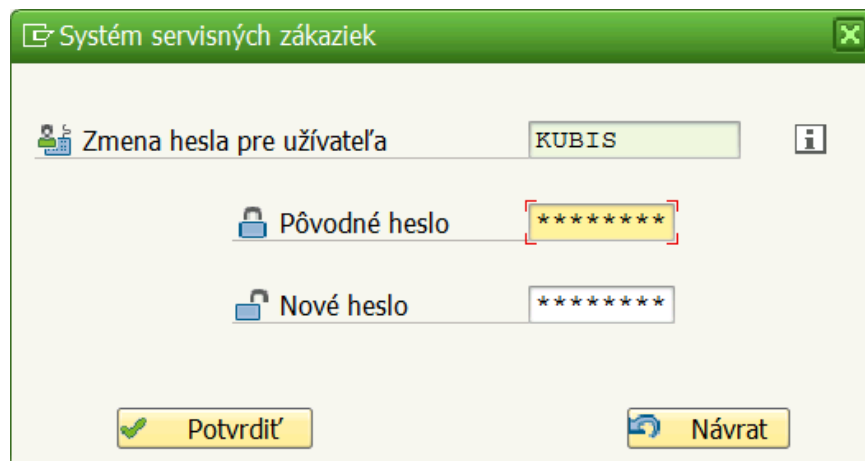 Systém servisných zákaziek
Zmena hesla pre užívateľa KUBIS
Pôvodné heslo ********
Nové heslo ********
Potvrdiť Návrat